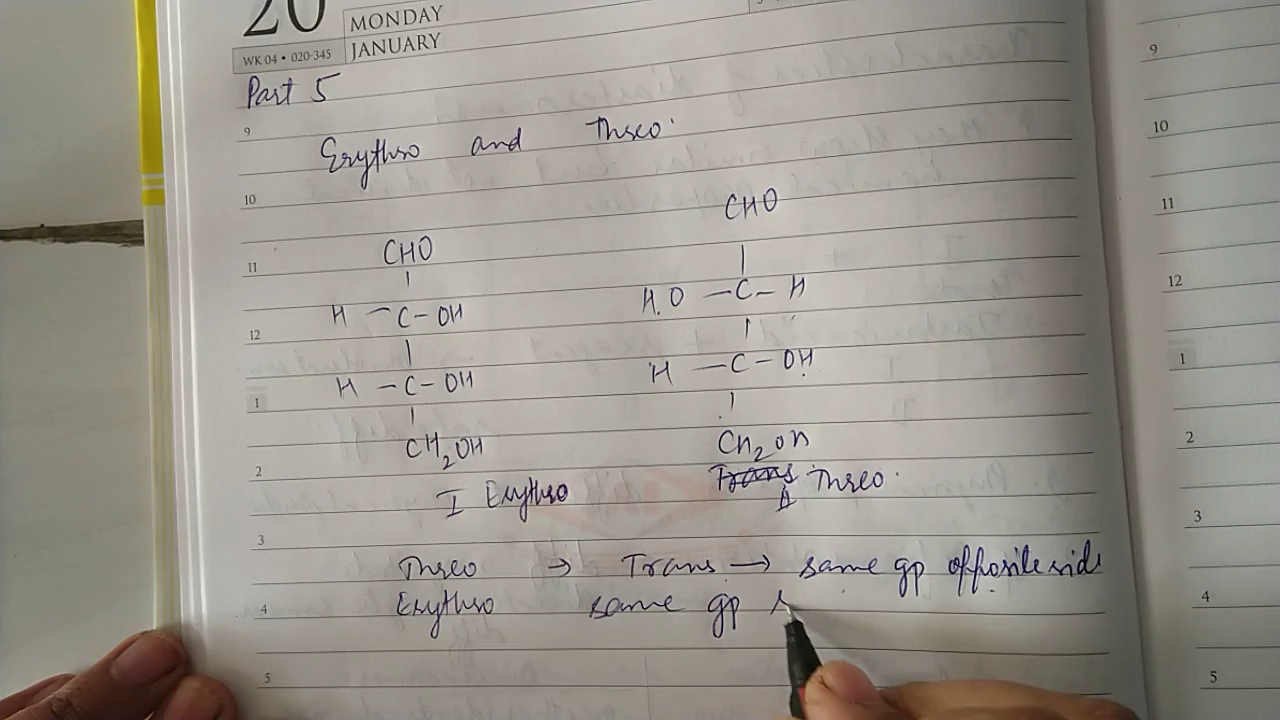 20 MONDAY
JANUARY
WK 04 • 020-345
Part 5
Erythro and Threo
CHO
H - C - OH
H - C - OH
CH2OH
I Erythro
CHO
H.O - C - H
H - C - OH
CH2OH
Trans Threo
Threo → Trans → same gp opposite side
Erythro same gp s
9
10
11
12
1
2
3
4
5
9
10
11
12
1
2
3
4
5